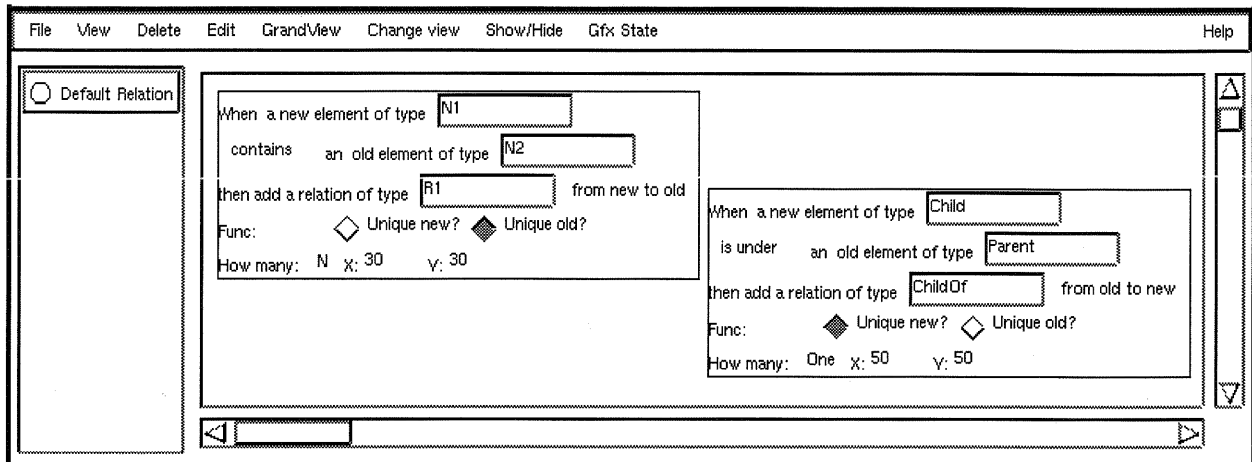 File View Delete Edit GrandView Change view Show/Hide Gfx State Help
Default Relation
When a new element of type N1
contains an old element of type N2
then add a relation of type R1 from new to old
Func: Unique new? Unique old?
How many: N X: 30 Y: 30
When a new element of type Child
is under an old element of type Parent
then add a relation of type ChildOf from old to new
Func: Unique new? Unique old?
How many: One X: 50 Y: 50